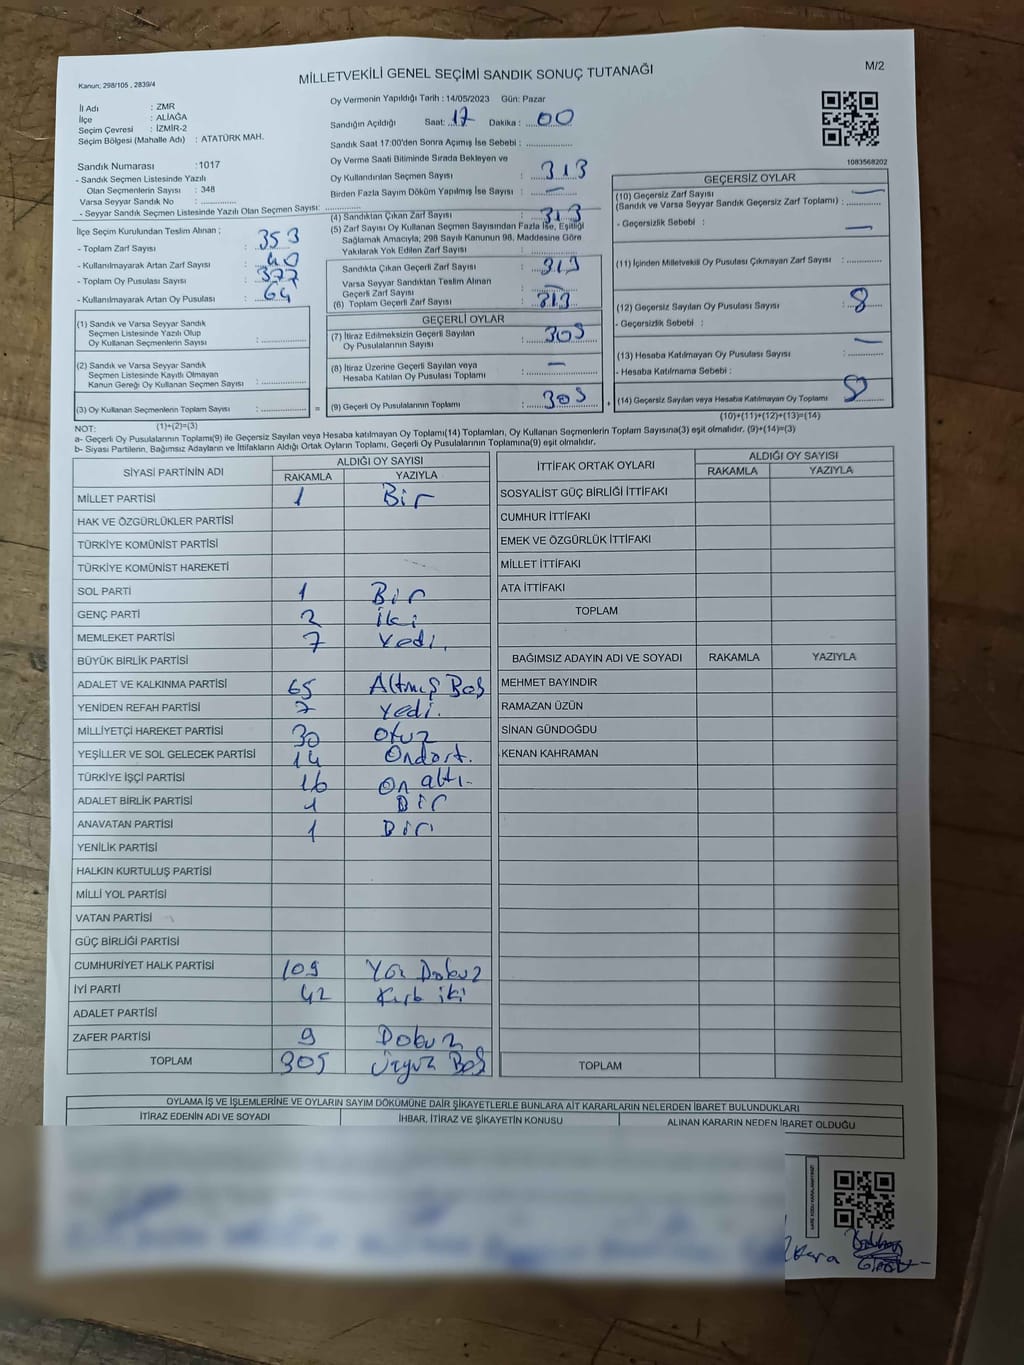 Kanun; 298/105 , 2839/4
MİLLETVEKİLİ GENEL SEÇİMİ SANDIK SONUÇ TUTANAĞI
M/2
İl Adı : ZMR
İlçe : ALİAĞA
Seçim Çevresi : İZMİR-2
Seçim Bölgesi (Mahalle Adı) : ATATÜRK MAH.
Sandık Numarası : 1017
- Sandık Seçmen Listesinde Yazılı
Olan Seçmenlerin Sayısı : 348
Varsa Seyyar Sandık No : ....................
- Seyyar Sandık Seçmen Listesinde Yazılı Olan Seçmen Sayısı: ....................
İlçe Seçim Kurulundan Teslim Alınan ;
- Toplam Zarf Sayısı : 353
- Kullanılmayarak Artan Zarf Sayısı : 40
- Toplam Oy Pusulası Sayısı : 377
- Kullanılmayarak Artan Oy Pusulası : 64
(1) Sandık ve Varsa Seyyar Sandık
Seçmen Listesinde Yazılı Olup
Oy Kullanan Seçmenlerin Sayısı : ..............
(2) Sandık ve Varsa Seyyar Sandık
Seçmen Listesinde Kayıtlı Olmayan
Kanun Gereği Oy Kullanan Seçmen Sayısı : ..............
(3) Oy Kullanan Seçmenlerin Toplam Sayısı : ..............
Oy Vermenin Yapıldığı Tarih : 14/05/2023 Gün: Pazar
Sandığın Açıldığı Saat: 17 Dakika : 00
Sandık Saat 17:00'den Sonra Açımış İse Sebebi : ..............
Oy Verme Saati Bitiminde Sırada Bekleyen ve
Oy Kullandırılan Seçmen Sayısı : 313
Birden Fazla Sayım Döküm Yapılmış İse Sayısı : —
(4) Sandıktan Çıkan Zarf Sayısı : 313
(5) Zarf Sayısı Oy Kullanan Seçmen Sayısından Fazla İse, Eşitliği
Sağlamak Amacıyla; 298 Sayılı Kanunun 98. Maddesine Göre
Yakılarak Yok Edilen Zarf Sayısı : ..............
Sandıkta Çıkan Geçerli Zarf Sayısı : 313
Varsa Seyyar Sandıktan Teslim Alınan
Geçerli Zarf Sayısı : —
(6) Toplam Geçerli Zarf Sayısı : 313
GEÇERLİ OYLAR
(7) İtiraz Edilmeksizin Geçerli Sayılan
Oy Pusulalarının Sayısı : 305
(8) İtiraz Üzerine Geçerli Sayılan veya
Hesaba Katılan Oy Pusulası Toplamı : —
= (9) Geçerli Oy Pusulalarının Toplamı : 305
1083568202
GEÇERSİZ OYLAR
(10) Geçersiz Zarf Sayısı —
(Sandık ve Varsa Seyyar Sandık Geçersiz Zarf Toplamı) : ..............
- Geçersizlik Sebebi : —
(11) İçinden Milletvekili Oy Pusulası Çıkmayan Zarf Sayısı : ..............
(12) Geçersiz Sayılan Oy Pusulası Sayısı : 8
- Geçersizlik Sebebi :
(13) Hesaba Katılmayan Oy Pusulası Sayısı : —
- Hesaba Katılmama Sebebi :
+ (14) Geçersiz Sayılan veya Hesaba Katılmayan Oy Toplamı : 8
(10)+(11)+(12)+(13)=(14)
NOT: (1)+(2)=(3)
a- Geçerli Oy Pusulalarının Toplamı(9) ile Geçersiz Sayılan veya Hesaba katılmayan Oy Toplamı(14) Toplamları, Oy Kullanan Seçmenlerin Toplam Sayısına(3) eşit olmalıdır. (9)+(14)=(3)
b- Siyasi Partilerin, Bağımsız Adayların ve İttifakların Aldığı Ortak Oyların Toplamı, Geçerli Oy Pusulalarının Toplamına(9) eşit olmalıdır.
SİYASİ PARTİNİN ADI ALDIĞI OY SAYISI
RAKAMLA YAZIYLA
MİLLET PARTİSİ 1 Bir
HAK VE ÖZGÜRLÜKLER PARTİSİ
TÜRKİYE KOMÜNİST PARTİSİ
TÜRKİYE KOMÜNİST HAREKETİ
SOL PARTİ 1 Bir
GENÇ PARTİ 2 iki
MEMLEKET PARTİSİ 7 yedi.
BÜYÜK BİRLİK PARTİSİ
ADALET VE KALKINMA PARTİSİ 65 Altmış Beş
YENİDEN REFAH PARTİSİ 7 yedi.
MİLLİYETÇİ HAREKET PARTİSİ 30 otuz
YEŞİLLER VE SOL GELECEK PARTİSİ 14 Ondört.
TÜRKİYE İŞÇİ PARTİSİ 16 On altı.
ADALET BİRLİK PARTİSİ 1 Bir
ANAVATAN PARTİSİ 1 Bir
YENİLİK PARTİSİ
HALKIN KURTULUŞ PARTİSİ
MİLLİ YOL PARTİSİ
VATAN PARTİSİ
GÜÇ BİRLİĞİ PARTİSİ
CUMHURİYET HALK PARTİSİ 109 Yüz Dokuz
İYİ PARTİ 42 Kırk iki
ADALET PARTİSİ
ZAFER PARTİSİ 9 Dokuz
TOPLAM 305 Üçyüz Beş
İTTİFAK ORTAK OYLARI ALDIĞI OY SAYISI
RAKAMLA YAZIYLA
SOSYALİST GÜÇ BİRLİĞİ İTTİFAKI
CUMHUR İTTİFAKI
EMEK VE ÖZGÜRLÜK İTTİFAKI
MİLLET İTTİFAKI
ATA İTTİFAKI
TOPLAM
BAĞIMSIZ ADAYIN ADI VE SOYADI RAKAMLA YAZIYLA
MEHMET BAYINDIR
RAMAZAN ÜZÜN
SİNAN GÜNDOĞDU
KENAN KAHRAMAN
TOPLAM
OYLAMA İŞ VE İŞLEMLERİNE VE OYLARIN SAYIM DÖKÜMÜNE DAİR ŞİKAYETLERLE BUNLARA AİT KARARLARIN NELERDEN İBARET BULUNDUKLARI
İTİRAZ EDENİN ADI VE SOYADI İHBAR, İTİRAZ VE ŞİKAYETİN KONUSU ALINAN KARARIN NEDEN İBARET OLDUĞU